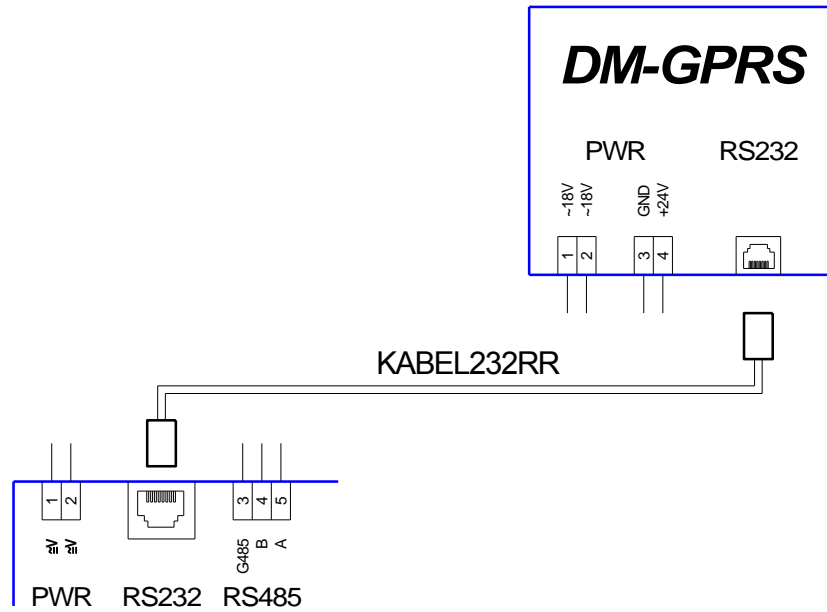 DM-GPRS
PWR RS232
~18V ~18V GND +24V
1 2 3 4
KABEL232RR
1 2 3 4 5
G485 B A
PWR RS232 RS485